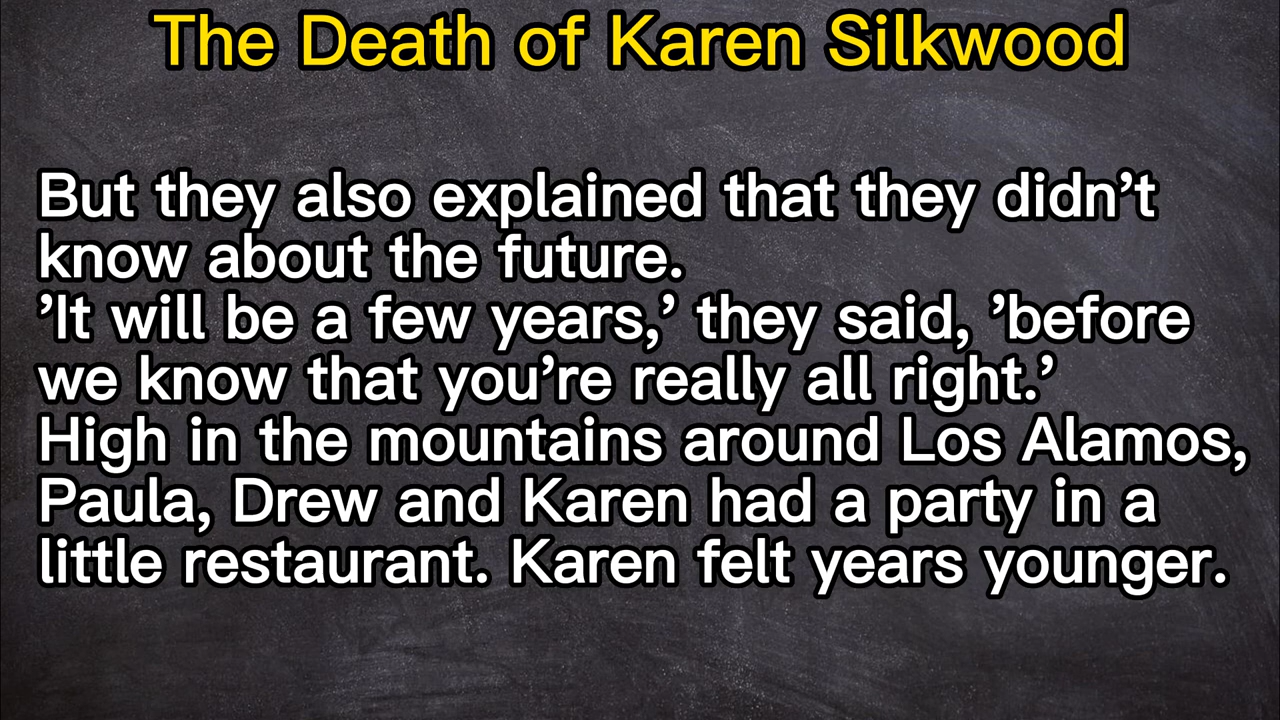 The Death of Karen Silkwood
But they also explained that they didn’t
know about the future.
’It will be a few years,’ they said, ’before
we know that you’re really all right.’
High in the mountains around Los Alamos,
Paula, Drew and Karen had a party in a
little restaurant. Karen felt years younger.